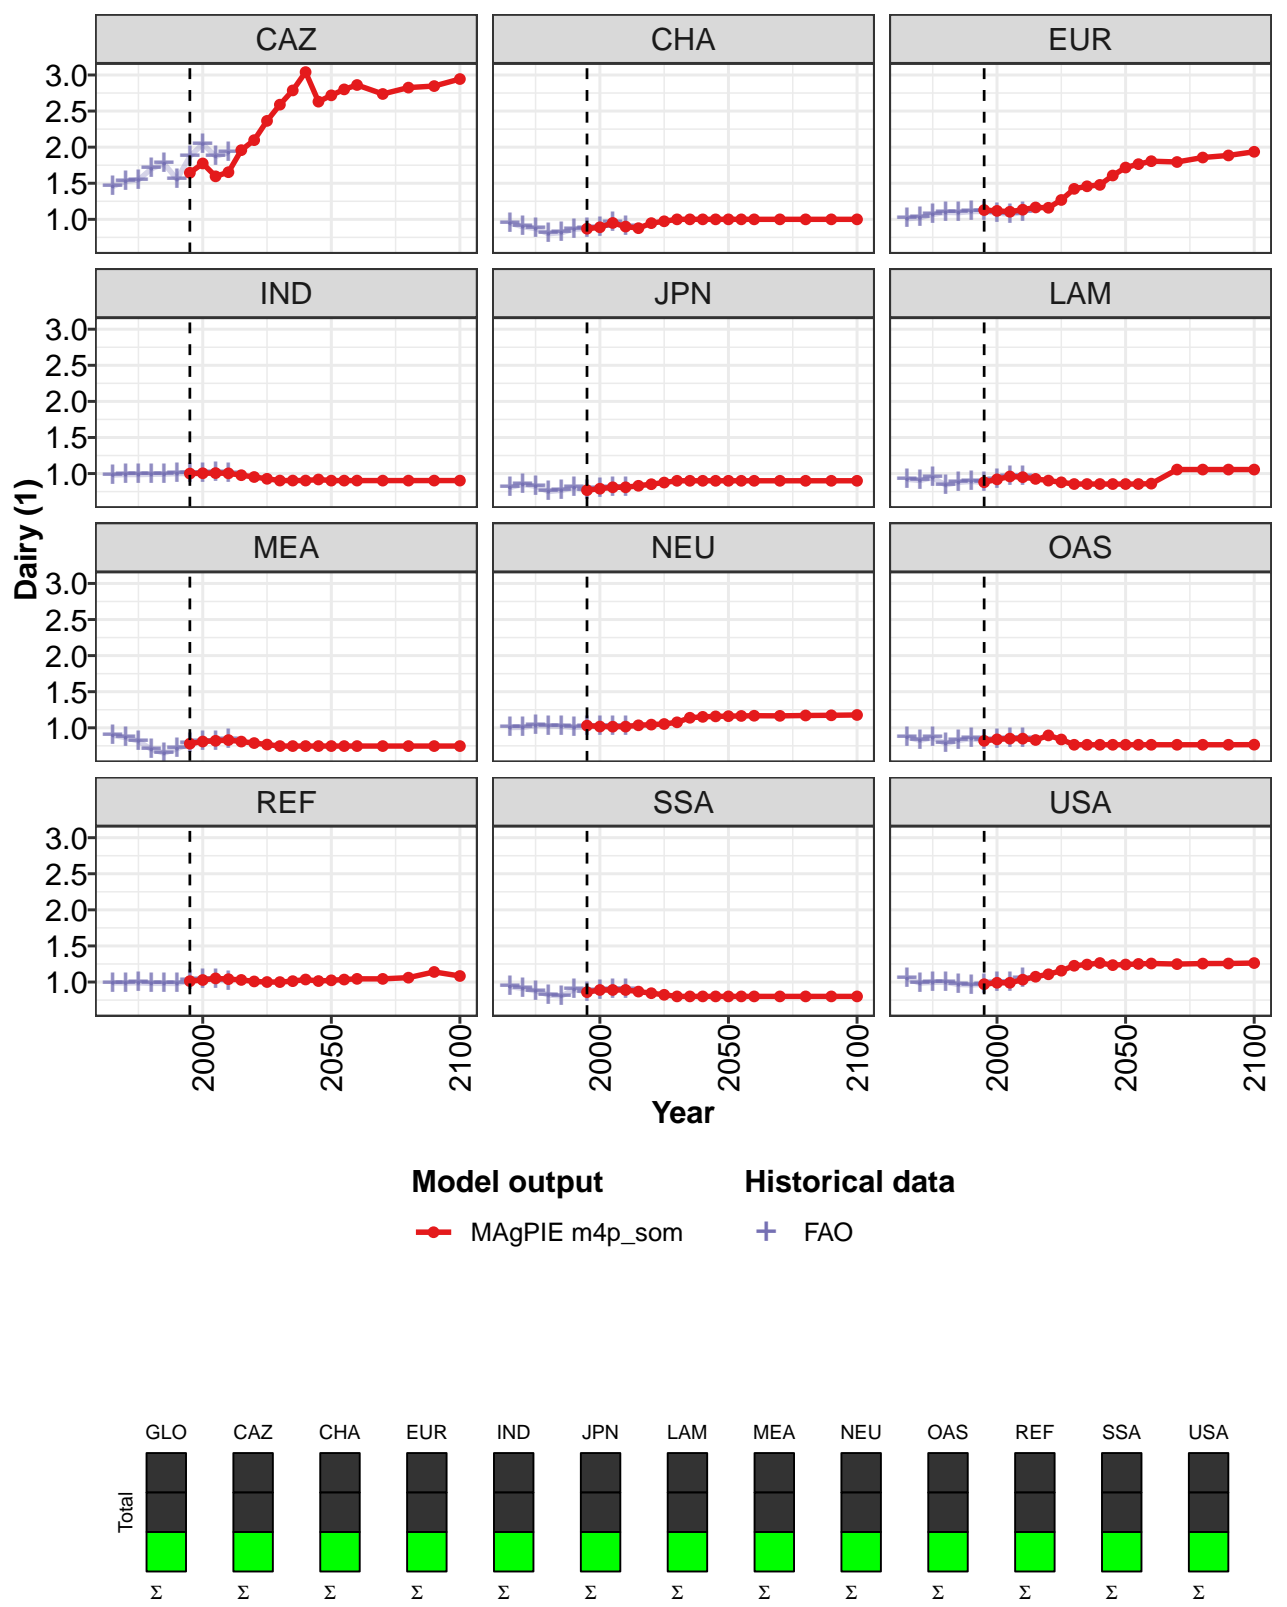 CAZ CHA EUR
3.0
2.5
2.0
1.5
1.0
IND JPN LAM
3.0
2.5
2.0
1.5
1.0
MEA NEU OAS
3.0
2.5
2.0
1.5
1.0
REF SSA USA
3.0
2.5
2.0
1.5
1.0
Dairy (1)
2000 2050 2100 2000 2050 2100 2000 2050 2100
Year
Model output Historical data
MAgPIE m4p_som FAO
GLO CAZ CHA EUR IND JPN LAM MEA NEU OAS REF SSA USA
Total
Σ Σ Σ Σ Σ Σ Σ Σ Σ Σ Σ Σ Σ